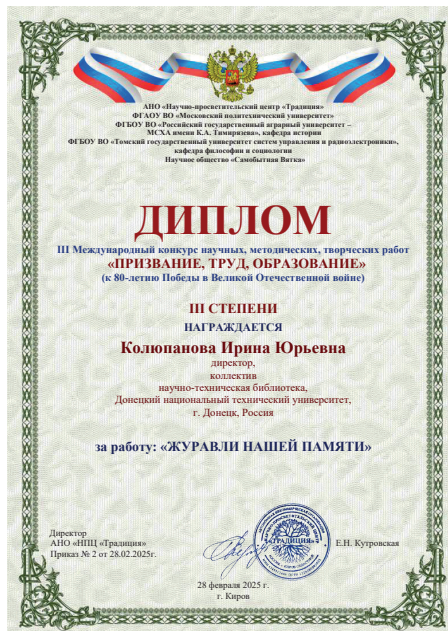 АНО «Научно-просветительский центр «Традиция»
ФГАОУ ВО «Московский политехнический университет»
ФГБОУ ВО «Российский государственный аграрный университет –
МСХА имени К.А. Тимирязева», кафедра истории
ФГБОУ ВО «Томский государственный университет систем управления и радиоэлектроники»,
кафедра философии и социологии
Научное общество «Самобытная Вятка»
ДИПЛОМ
III Международный конкурс научных, методических, творческих работ
«ПРИЗВАНИЕ, ТРУД, ОБРАЗОВАНИЕ»
(к 80-летию Победы в Великой Отечественной войне)
III СТЕПЕНИ
НАГРАЖДАЕТСЯ
Колюпанова Ирина Юрьевна
директор,
коллектив
научно-техническая библиотека,
Донецкий национальный технический университет,
г. Донецк, Россия
за работу: «ЖУРАВЛИ НАШЕЙ ПАМЯТИ»
Директор
АНО «НПЦ «Традиция»
Приказ № 2 от 28.02.2025г.
«ТРАДИЦИЯ»
Е.Н. Кутровская
28 февраля 2025 г.
г. Киров